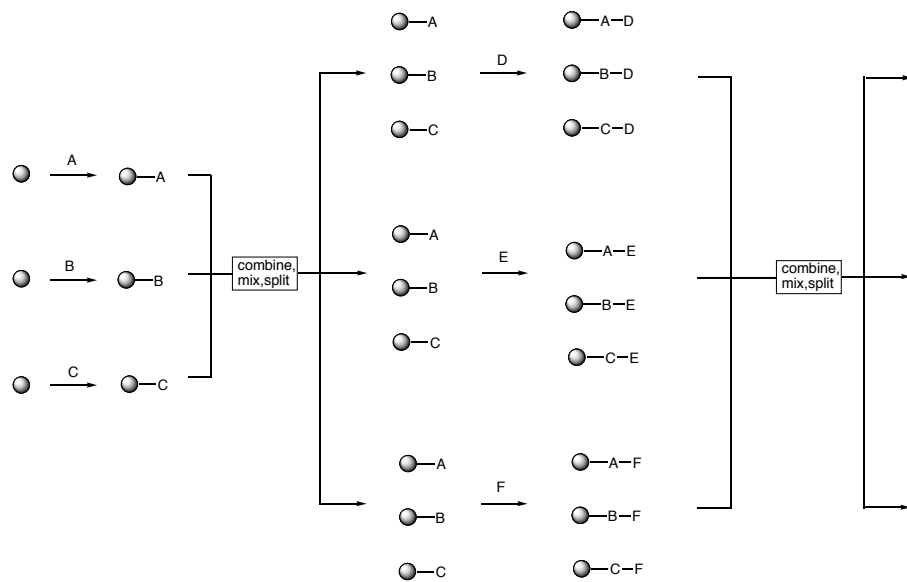 A
B
C
A
B
C
combine,
mix,split
A
B
C
D
A–D
B–D
C–D
A
B
C
E
A–E
B–E
C–E
A
B
C
F
A–F
B–F
C–F
combine,
mix,split